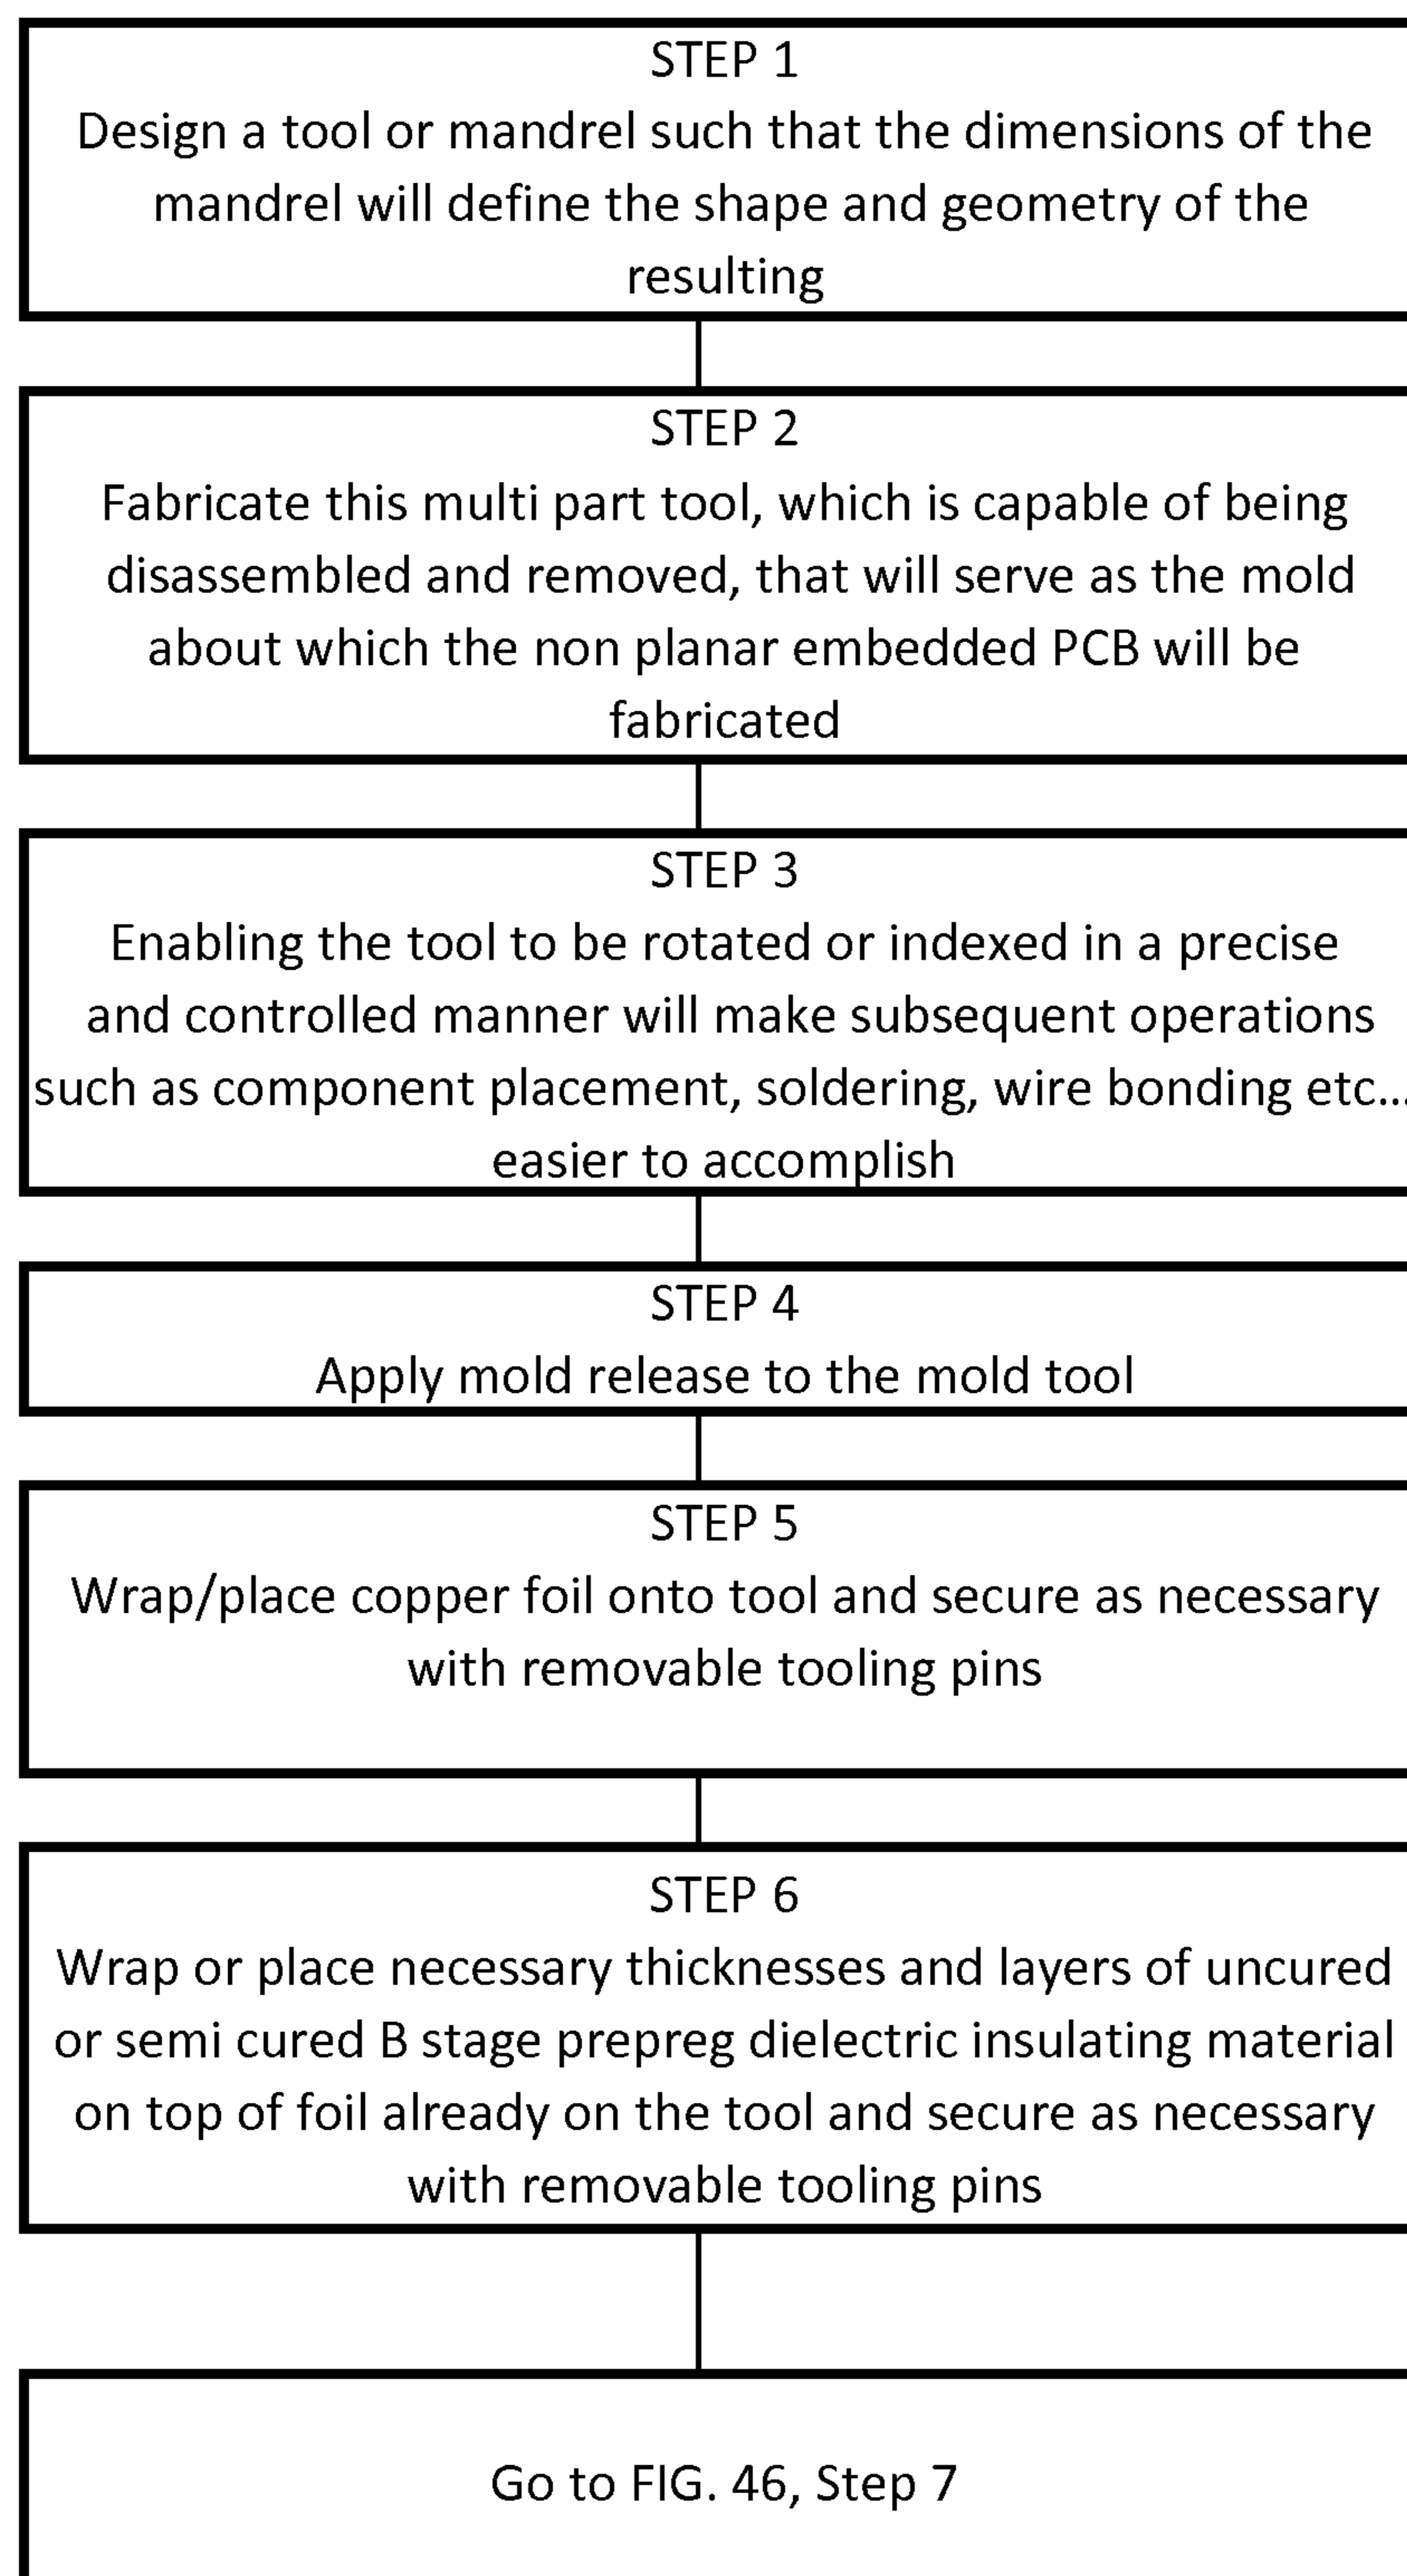 STEP 1
Design a tool or mandrel such that the dimensions of the
mandrel will define the shape and geometry of the
resulting
STEP 2
Fabricate this multi part tool, which is capable of being
disassembled and removed, that will serve as the mold
about which the non planar embedded PCB will be
fabricated
STEP 3
Enabling the tool to be rotated or indexed in a precise
and controlled manner will make subsequent operations
such as component placement, soldering, wire bonding etc...
easier to accomplish
STEP 4
Apply mold release to the mold tool
STEP 5
Wrap/place copper foil onto tool and secure as necessary
with removable tooling pins
STEP 6
Wrap or place necessary thicknesses and layers of uncured
or semi cured B stage prepreg dielectric insulating material
on top of foil already on the tool and secure as necessary
with removable tooling pins
Go to FIG. 46, Step 7